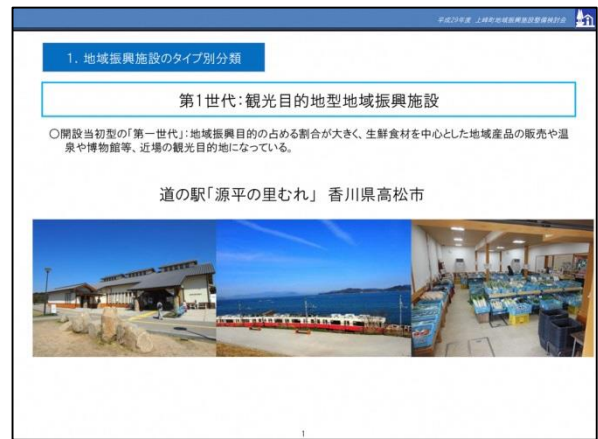 平成29年度 上峰町地域振興施設整備検討会
1. 地域振興施設のタイプ別分類
第1世代:観光目的地型地域振興施設
○開設当初型の「第一世代」:地域振興目的の占める割合が大きく、生鮮食材を中心とした地域産品の販売や温
泉や博物館等、近場の観光目的地になっている。
道の駅「源平の里むれ」 香川県高松市
1